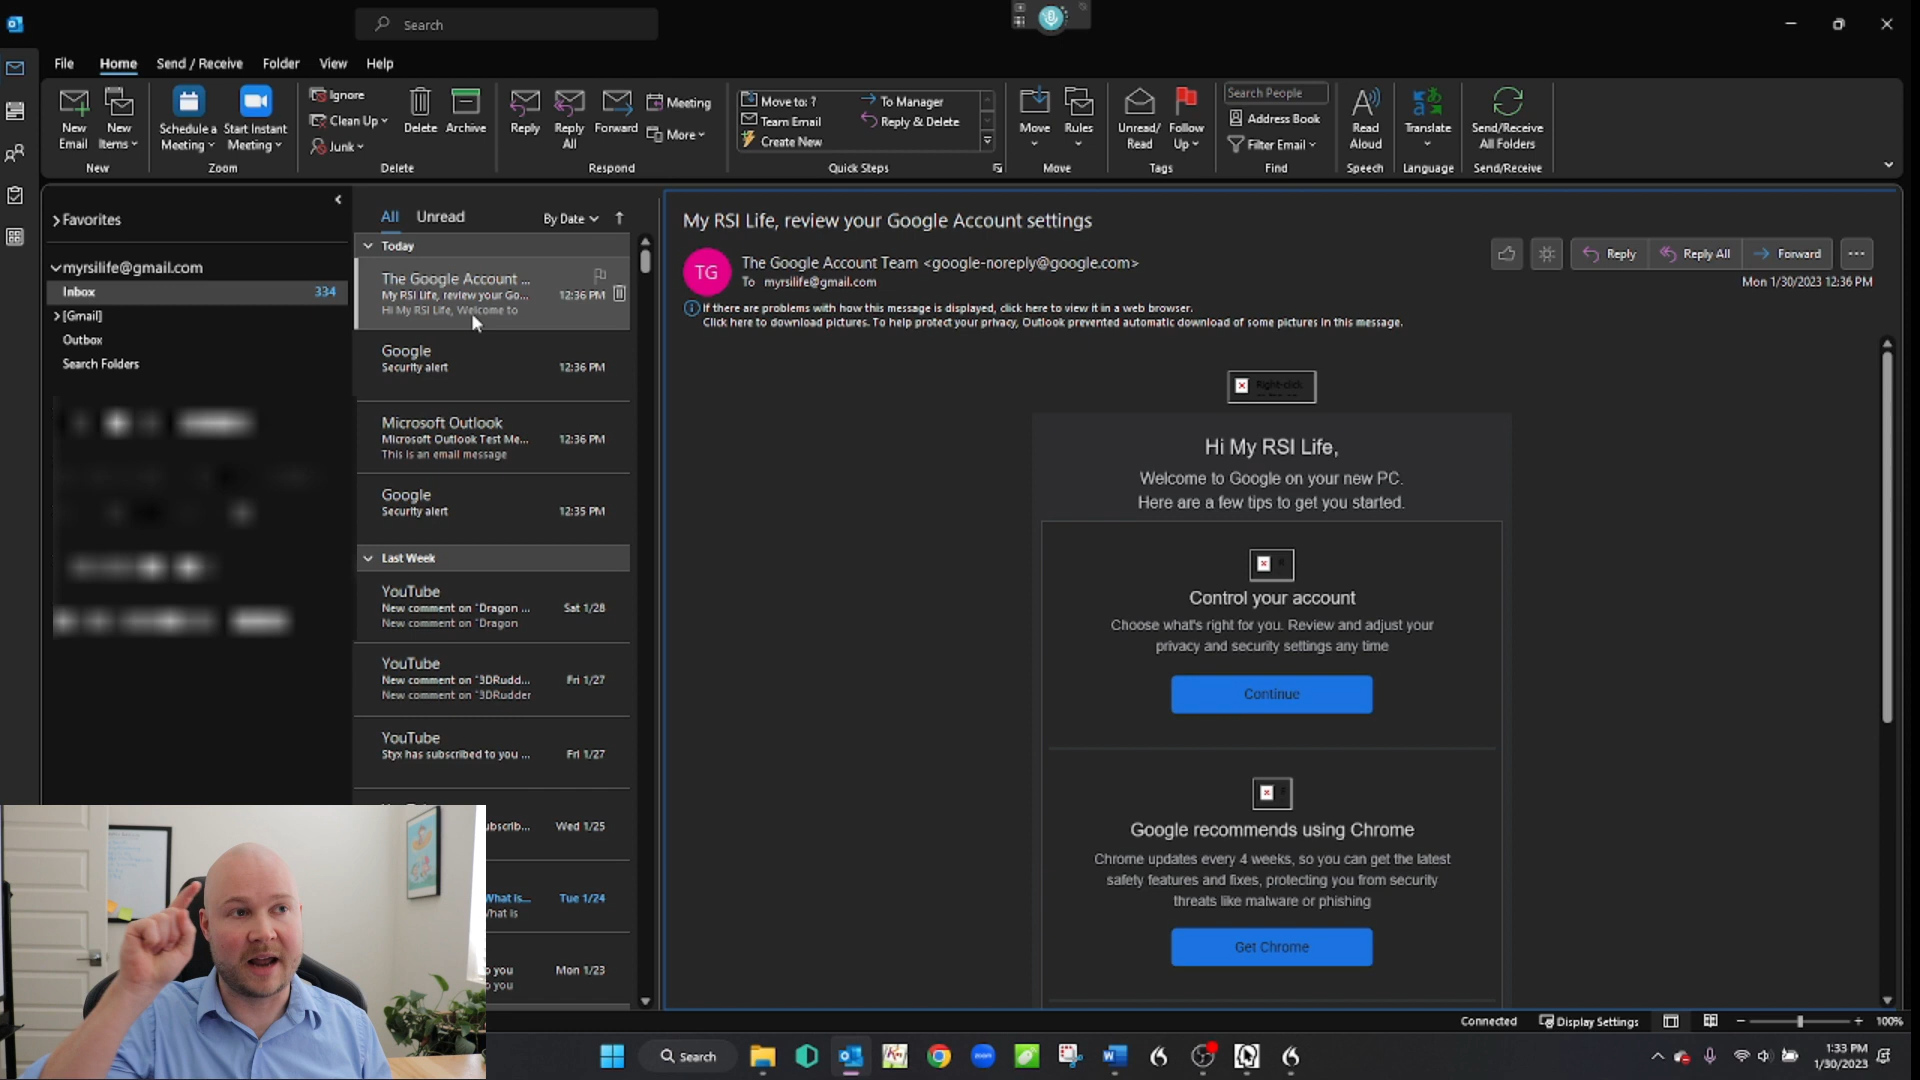 Search
File Home Send / Receive Folder View Help
New Email
New Items
New
Schedule a Meeting
Start Instant Meeting
Zoom
Ignore
Clean Up
Junk
Delete
Archive
Delete
Reply
Reply All
Forward
Meeting
More
Respond
Move to: ?
Team Email
Create New
To Manager
Reply & Delete
Quick Steps
Move
Rules
Move
Unread/ Read
Follow Up
Tags
Search People
Address Book
Filter Email
Find
Read Aloud
Speech
Translate
Language
Send/Receive All Folders
Send/Receive
Favorites
myrsilife@gmail.com
Inbox 334
[Gmail]
Outbox
Search Folders
All Unread By Date
Today
The Google Account ...
My RSI Life, review your Go... 12:36 PM
Hi My RSI Life, Welcome to
Google
Security alert 12:36 PM
Microsoft Outlook
Microsoft Outlook Test Me... 12:36 PM
This is an email message
Google
Security alert 12:35 PM
Last Week
YouTube
New comment on "Dragon ... Sat 1/28
New comment on "Dragon
YouTube
New comment on "3DRudd... Fri 1/27
New comment on "3DRudder
YouTube
Styx has subscribed to you ... Fri 1/27
ubscrib... Wed 1/25
What is... Tue 1/24
What is
o you Mon 1/23
o you
My RSI Life, review your Google Account settings
TG
The Google Account Team <google-noreply@google.com>
To myrsilife@gmail.com
Reply Reply All Forward
Mon 1/30/2023 12:36 PM
If there are problems with how this message is displayed, click here to view it in a web browser.
Click here to download pictures. To help protect your privacy, Outlook prevented automatic download of some pictures in this message.
Right-click
Hi My RSI Life,
Welcome to Google on your new PC.
Here are a few tips to get you started.
Control your account
Choose what's right for you. Review and adjust your
privacy and security settings any time
Continue
Google recommends using Chrome
Chrome updates every 4 weeks, so you can get the latest
safety features and fixes, protecting you from security
threats like malware or phishing
Get Chrome
Connected Display Settings 100%
Search
zoom
1:33 PM
1/30/2023